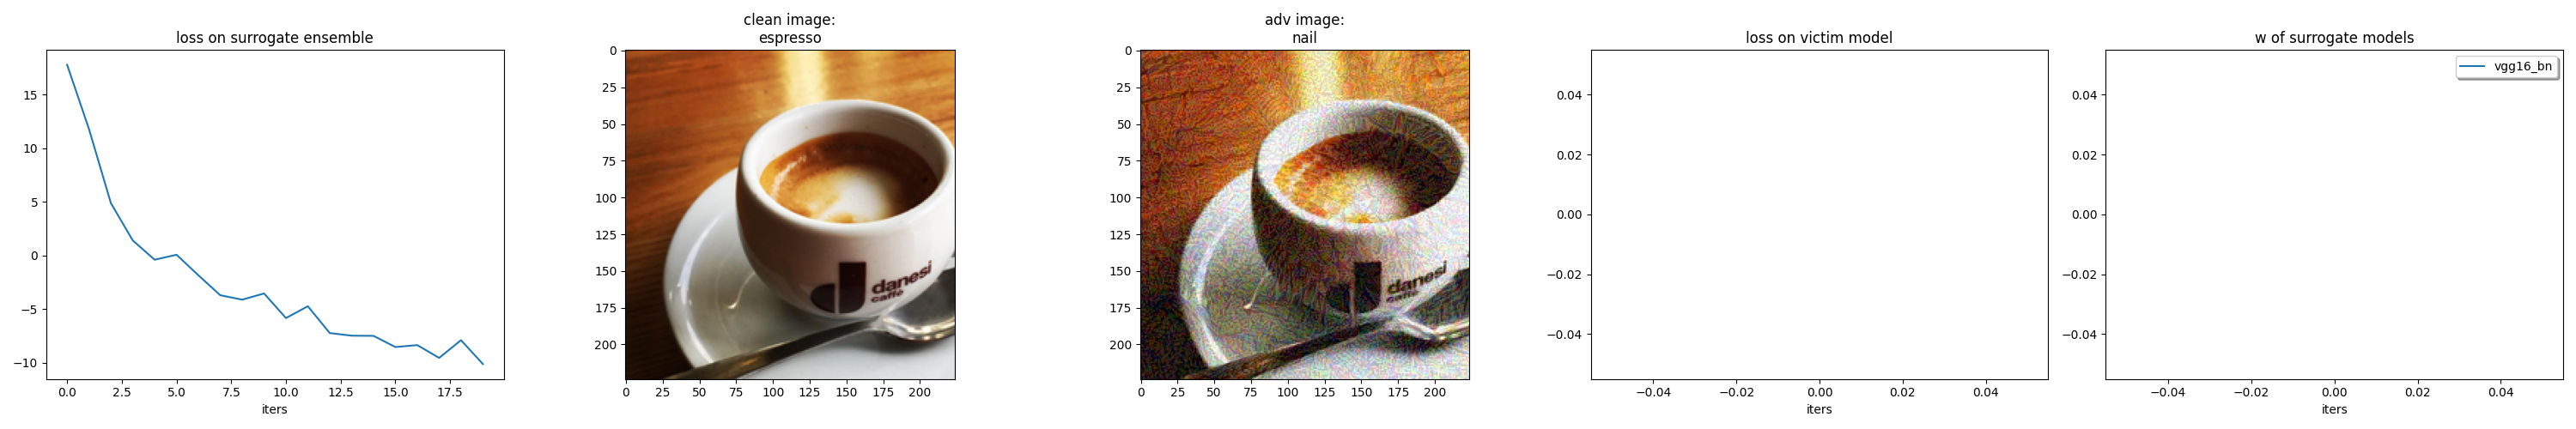 loss on surrogate ensemble
15
10
5
0
−5
−10
0.0 2.5 5.0 7.5 10.0 12.5 15.0 17.5
iters
clean image:
espresso
0
25
50
75
100
125
150
175
200
0 25 50 75 100 125 150 175 200
danesi
caffè
adv image:
nail
0
25
50
75
100
125
150
175
200
0 25 50 75 100 125 150 175 200
danesi
caffè
loss on victim model
0.04
0.02
0.00
−0.02
−0.04
−0.04 −0.02 0.00 0.02 0.04
iters
w of surrogate models
vgg16_bn
0.04
0.02
0.00
−0.02
−0.04
−0.04 −0.02 0.00 0.02 0.04
iters